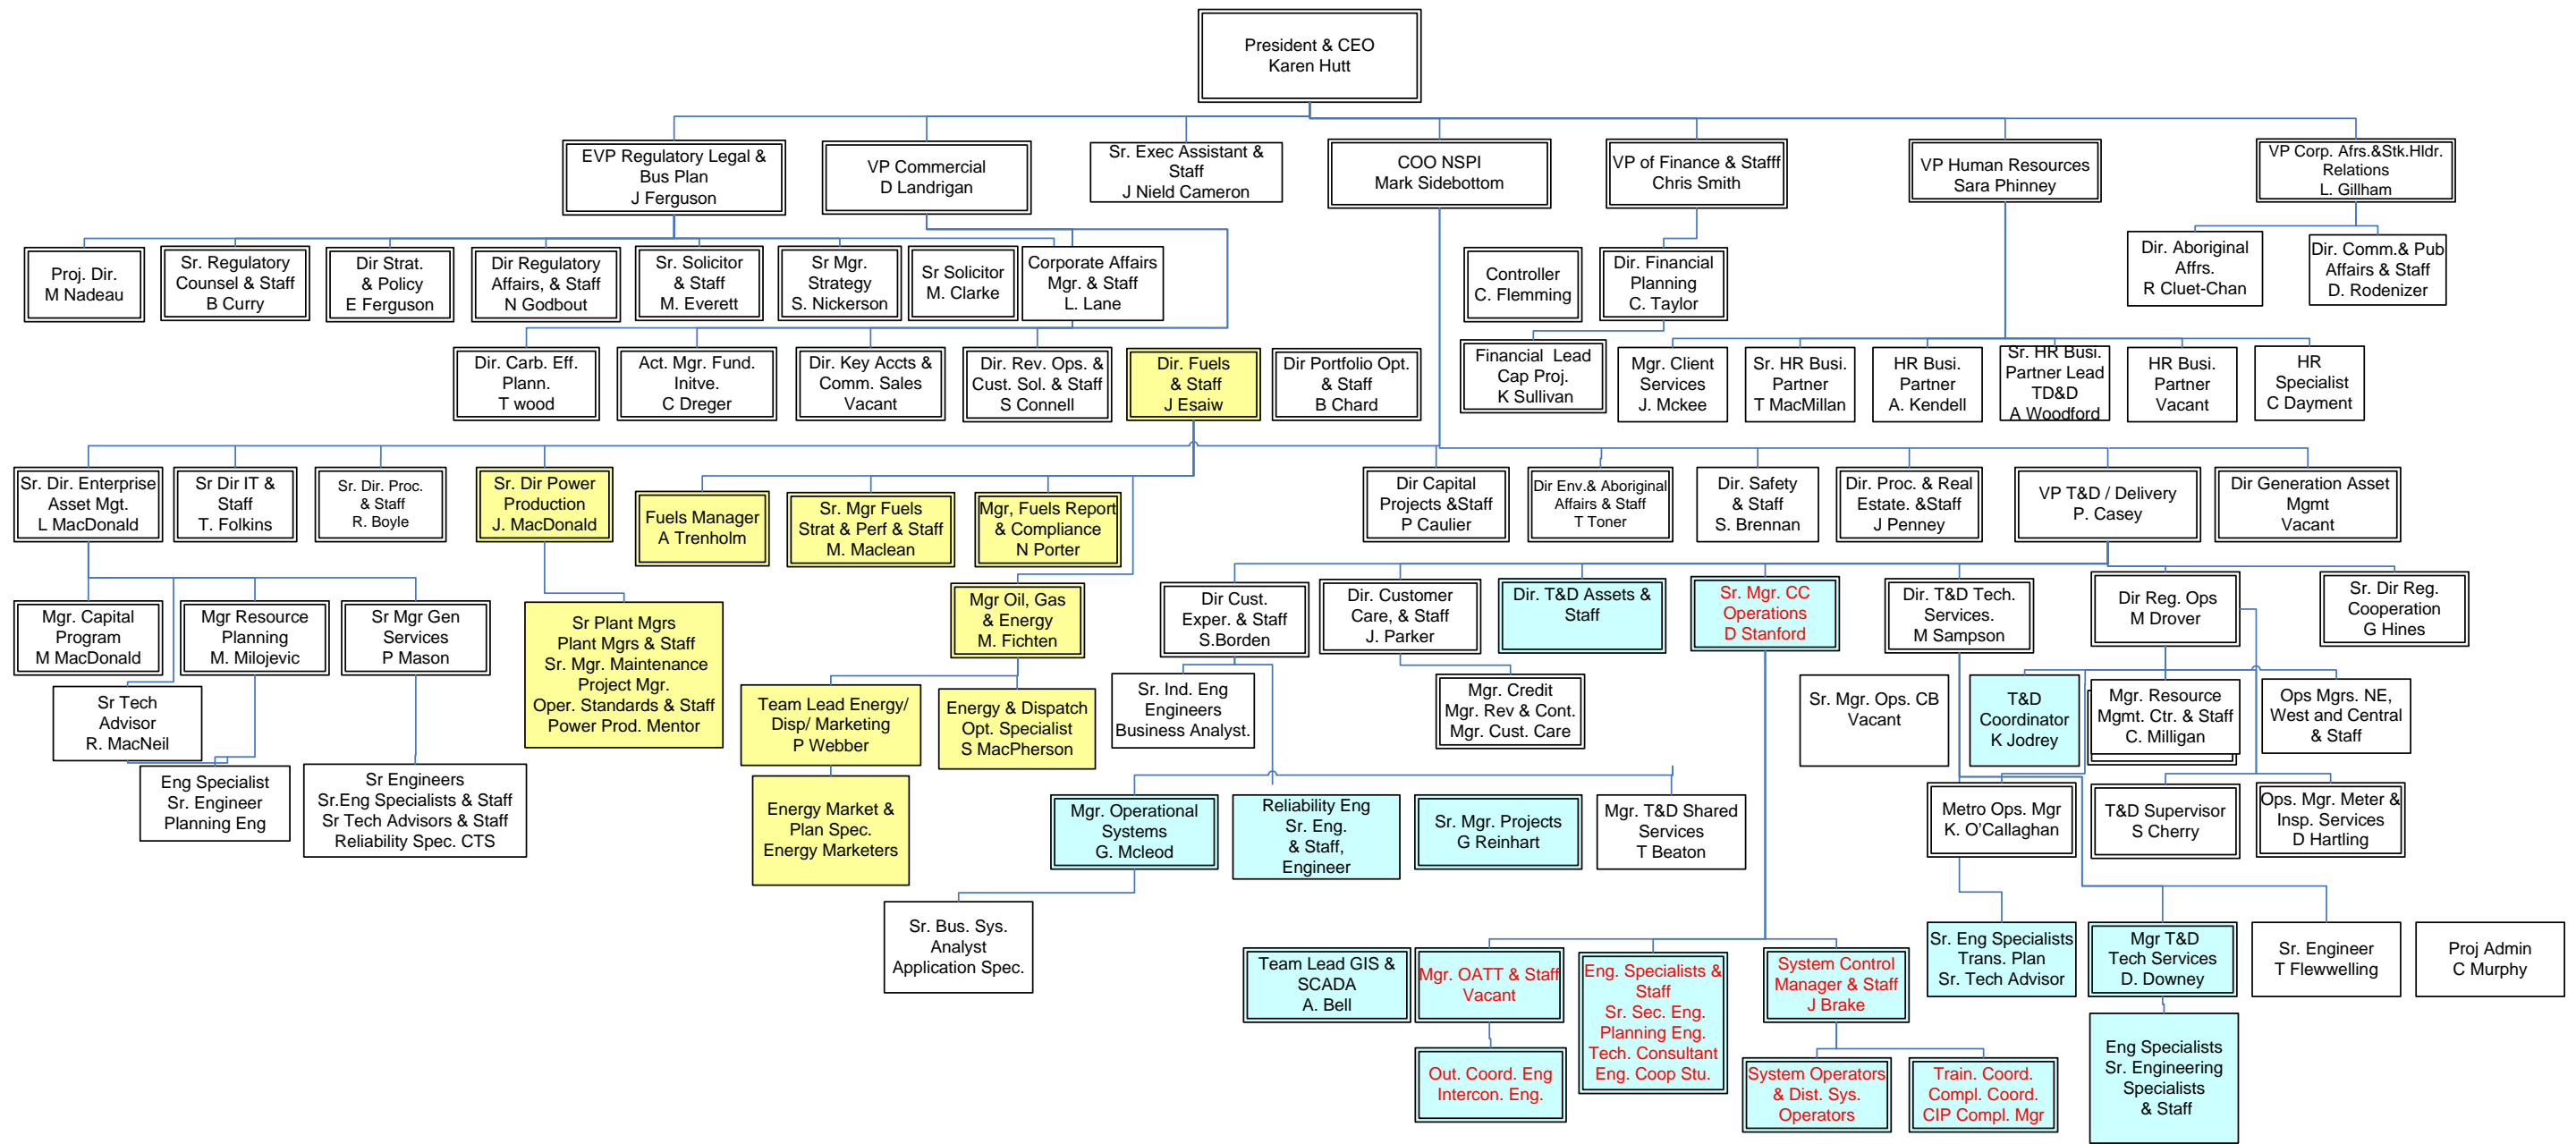 President & CEO
Karen Hutt
EVP Regulatory Legal &
Bus Plan
J Ferguson
VP Commercial
D Landrigan
Sr. Exec Assistant &
Staff
J Nield Cameron
COO NSPI
Mark Sidebottom
VP of Finance & Stafff
Chris Smith
VP Human Resources
Sara Phinney
VP Corp. Afrs.&Stk.Hldr.
Relations
L. Gillham
Proj. Dir.
M Nadeau
Sr. Regulatory
Counsel & Staff
B Curry
Dir Strat.
& Policy
E Ferguson
Dir Regulatory
Affairs, & Staff
N Godbout
Sr. Solicitor
& Staff
M. Everett
Sr Mgr.
Strategy
S. Nickerson
Sr Solicitor
M. Clarke
Corporate Affairs
Mgr. & Staff
L. Lane
Controller
C. Flemming
Dir. Financial
Planning
C. Taylor
Dir. Aboriginal
Affrs.
R Cluet-Chan
Dir. Comm.& Pub
Affairs & Staff
D. Rodenizer
Dir. Carb. Eff.
Plann.
T wood
Act. Mgr. Fund.
Initve.
C Dreger
Dir. Key Accts &
Comm. Sales
Vacant
Dir. Rev. Ops. &
Cust. Sol. & Staff
S Connell
Dir. Fuels
& Staff
J Esaiw
Dir Portfolio Opt.
& Staff
B Chard
Financial Lead
Cap Proj.
K Sullivan
Mgr. Client
Services
J. Mckee
Sr. HR Busi.
Partner
T MacMillan
HR Busi.
Partner
A. Kendell
Sr. HR Busi.
Partner Lead
TD&D
A Woodford
HR Busi.
Partner
Vacant
HR
Specialist
C Dayment
Sr. Dir. Enterprise
Asset Mgt.
L MacDonald
Sr Dir IT &
Staff
T. Folkins
Sr. Dir. Proc.
& Staff
R. Boyle
Sr. Dir Power
Production
J. MacDonald
Fuels Manager
A Trenholm
Sr. Mgr Fuels
Strat & Perf & Staff
M. Maclean
Mgr, Fuels Report
& Compliance
N Porter
Dir Capital
Projects &Staff
P Caulier
Dir Env.& Aboriginal
Affairs & Staff
T Toner
Dir. Safety
& Staff
S. Brennan
Dir. Proc. & Real
Estate. &Staff
J Penney
VP T&D / Delivery
P. Casey
Dir Generation Asset
Mgmt
Vacant
Mgr. Capital
Program
M MacDonald
Mgr Resource
Planning
M. Milojevic
Sr Mgr Gen
Services
P Mason
Sr Plant Mgrs
Plant Mgrs & Staff
Sr. Mgr. Maintenance
Project Mgr.
Oper. Standards & Staff
Power Prod. Mentor
Mgr Oil, Gas
& Energy
M. Fichten
Dir Cust.
Exper. & Staff
S.Borden
Dir. Customer
Care, & Staff
J. Parker
Dir. T&D Assets &
Staff
Sr. Mgr. CC
Operations
D Stanford
Dir. T&D Tech.
Services.
M Sampson
Dir Reg. Ops
M Drover
Sr. Dir Reg.
Cooperation
G Hines
Sr Tech
Advisor
R. MacNeil
Team Lead Energy/
Disp/ Marketing
P Webber
Energy & Dispatch
Opt. Specialist
S MacPherson
Sr. Ind. Eng
Engineers
Business Analyst.
Mgr. Credit
Mgr. Rev & Cont.
Mgr. Cust. Care
Sr. Mgr. Ops. CB
Vacant
T&D
Coordinator
K Jodrey
Mgr. Resource
Mgmt. Ctr. & Staff
C. Milligan
Ops Mgrs. NE,
West and Central
& Staff
Eng Specialist
Sr. Engineer
Planning Eng
Sr Engineers
Sr.Eng Specialists & Staff
Sr Tech Advisors & Staff
Reliability Spec. CTS
Energy Market &
Plan Spec.
Energy Marketers
Mgr. Operational
Systems
G. Mcleod
Reliability Eng
Sr. Eng.
& Staff,
Engineer
Sr. Mgr. Projects
G Reinhart
Mgr. T&D Shared
Services
T Beaton
Metro Ops. Mgr
K. O'Callaghan
T&D Supervisor
S Cherry
Ops. Mgr. Meter &
Insp. Services
D Hartling
Sr. Bus. Sys.
Analyst
Application Spec.
Team Lead GIS &
SCADA
A. Bell
Mgr. OATT & Staff
Vacant
Eng. Specialists &
Staff
Sr. Sec. Eng.
Planning Eng.
Tech. Consultant
Eng. Coop Stu.
System Control
Manager & Staff
J Brake
Sr. Eng Specialists
Trans. Plan
Sr. Tech Advisor
Mgr T&D
Tech Services
D. Downey
Sr. Engineer
T Flewwelling
Proj Admin
C Murphy
Out. Coord. Eng
Intercon. Eng.
System Operators
& Dist. Sys.
Operators
Train. Coord.
Compl. Coord.
CIP Compl. Mgr
Eng Specialists
Sr. Engineering
Specialists
& Staff